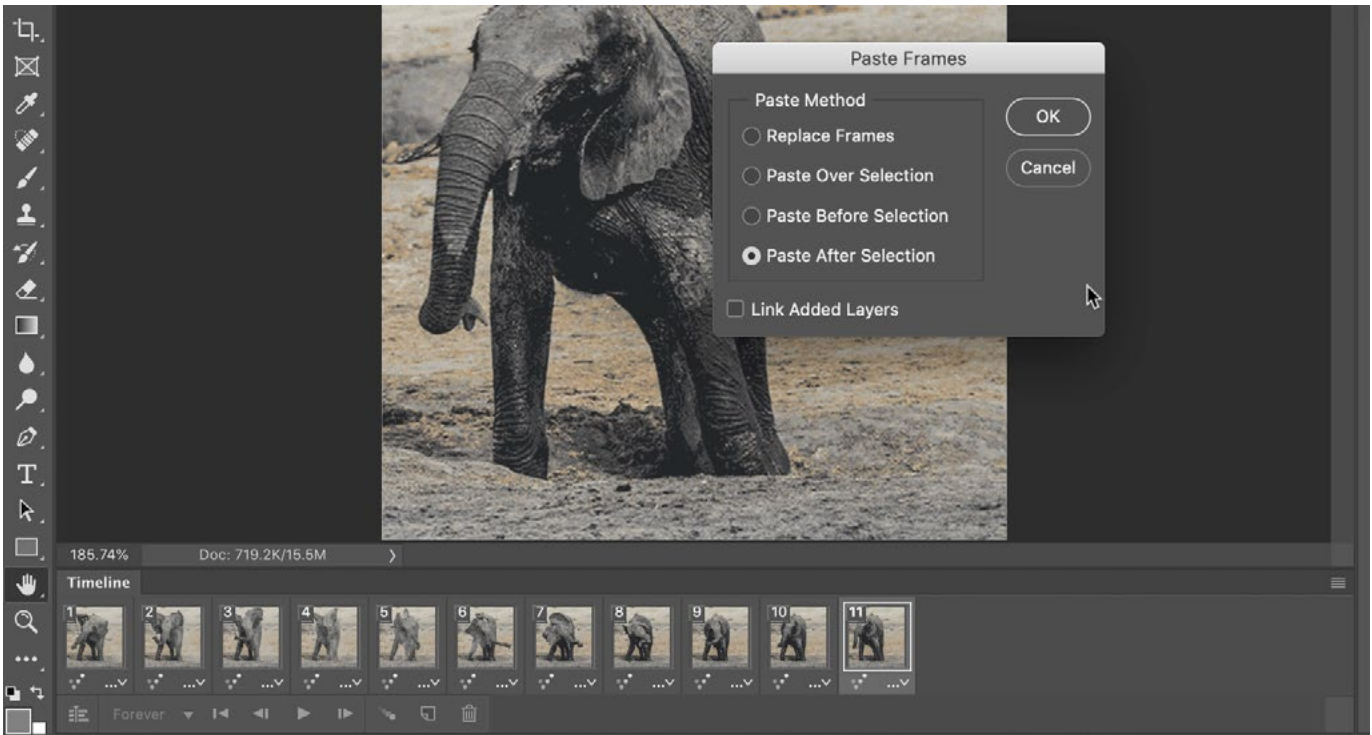 Paste Frames
Paste Method
Replace Frames
Paste Over Selection
Paste Before Selection
Paste After Selection
Link Added Layers
OK
Cancel
185.74% Doc: 719.2K/15.5M
Timeline
1 2 3 4 5 6 7 8 9 10 11
Forever